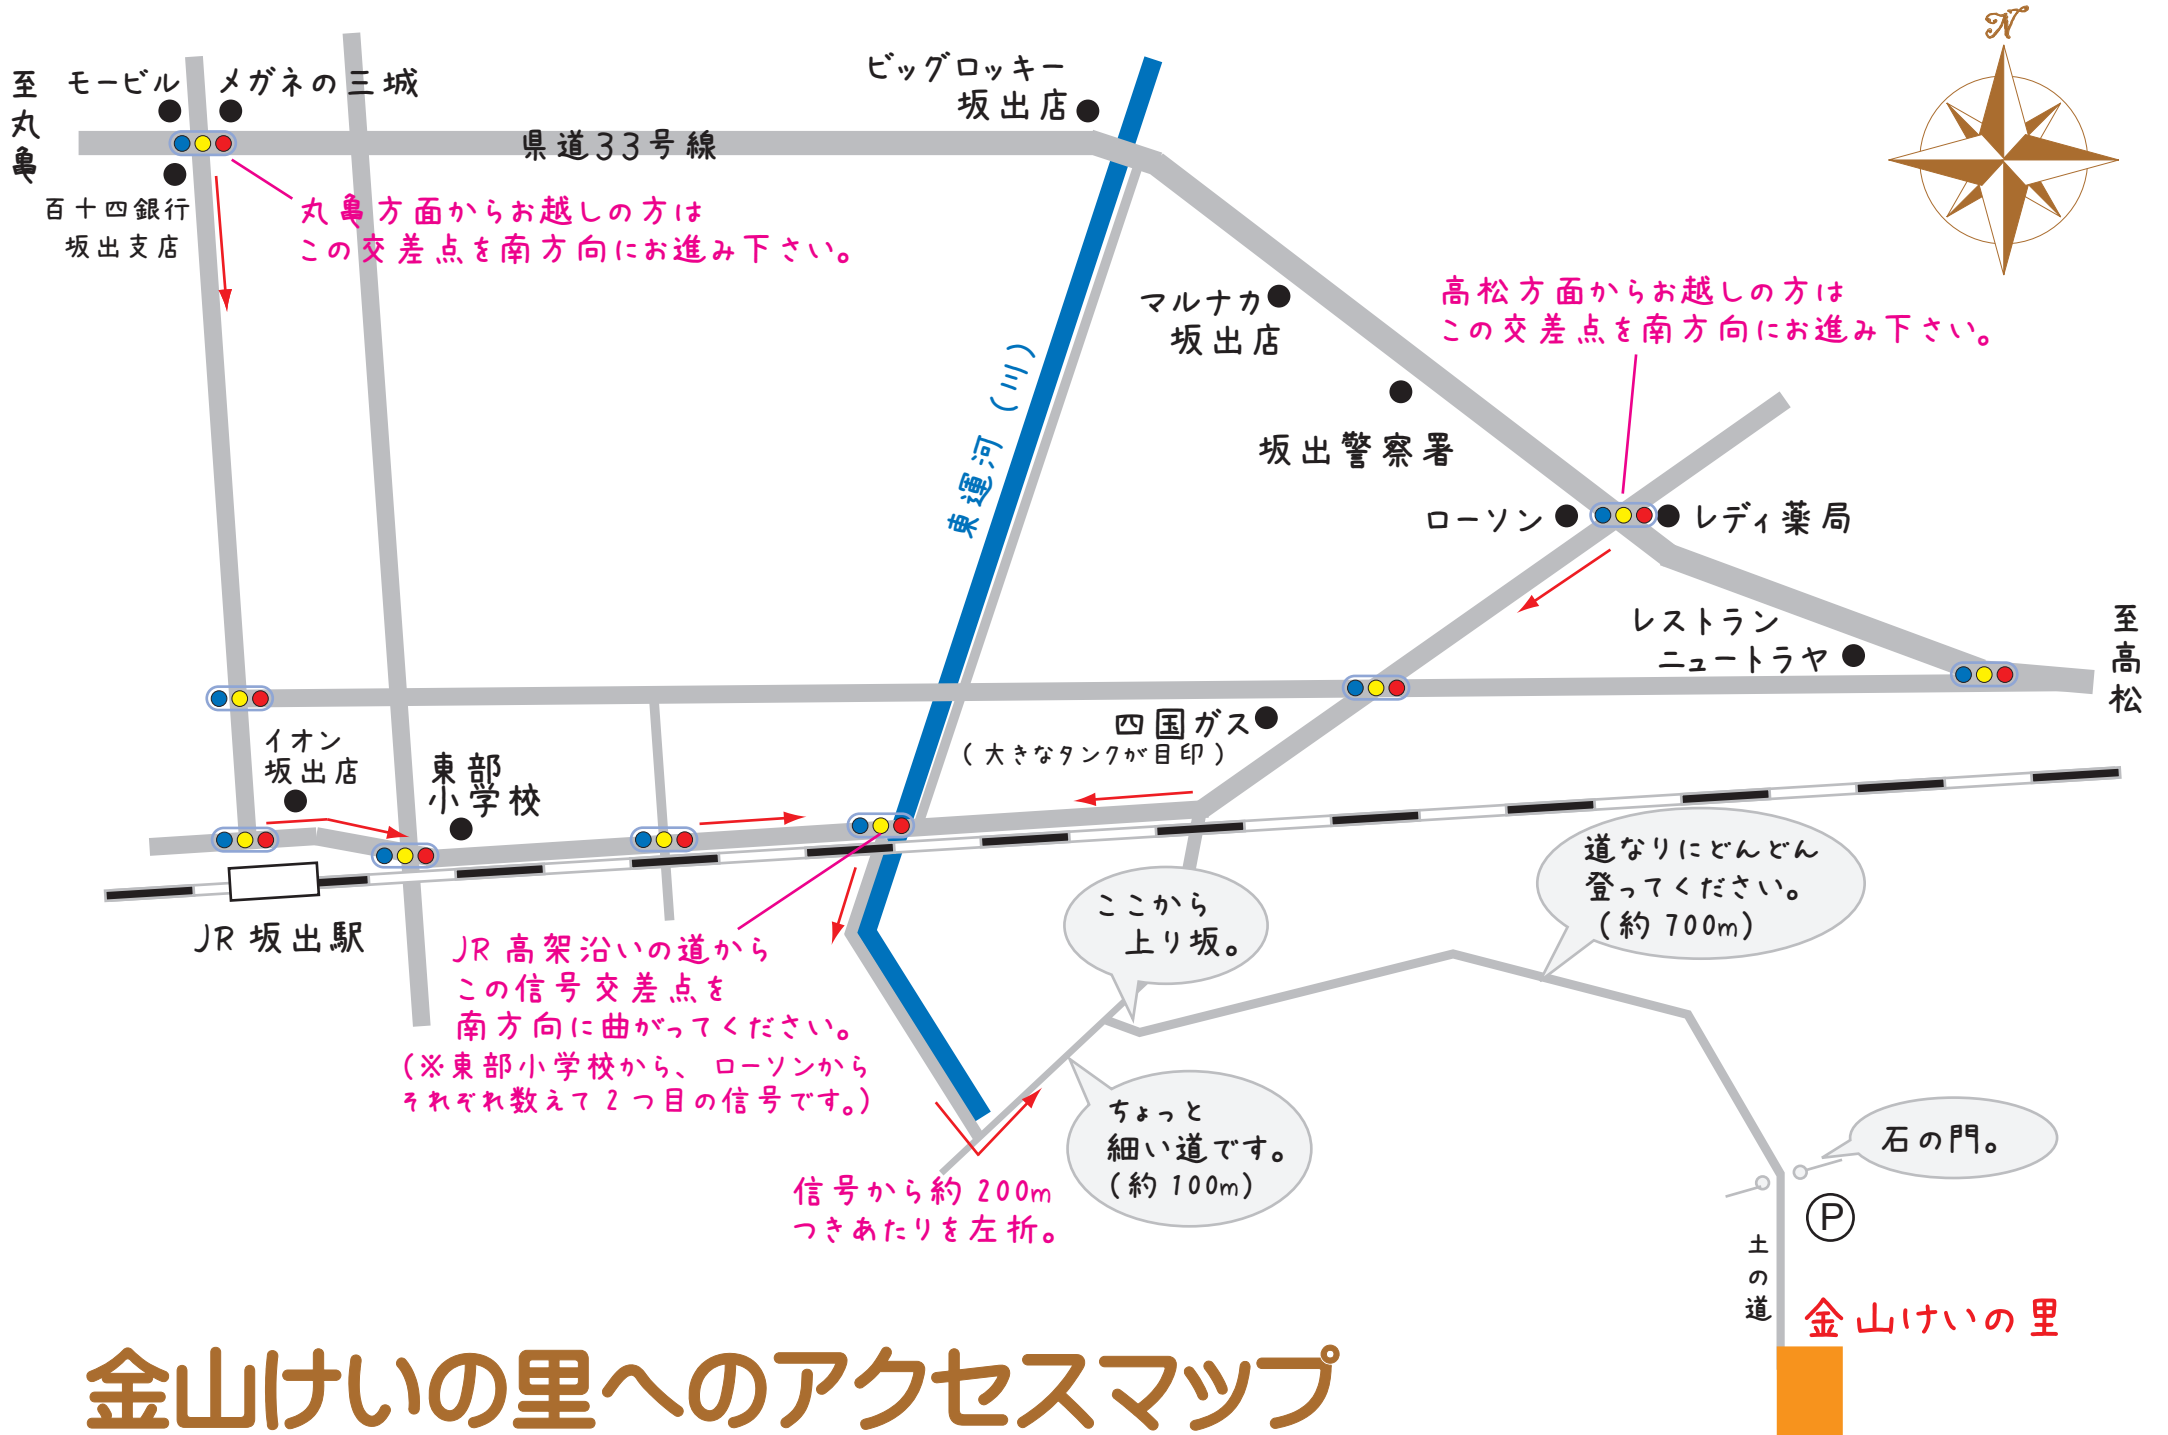 N
至丸亀
モービル
メガネの三城
百十四銀行
坂出支店
県道33号線
ビッグロッキー
坂出店
丸亀方面からお越しの方は
この交差点を南方向にお進み下さい。
マルナカ
坂出店
高松方面からお越しの方は
この交差点を南方向にお進み下さい。
東運河(川)
坂出警察署
ローソン
レディ薬局
レストラン
ニュートラヤ
至高松
四国ガス
(大きなタンクが目印)
イオン
坂出店
東部
小学校
JR坂出駅
JR高架沿いの道から
この信号交差点を
南方向に曲がってください。
(※東部小学校から、ローソンから
それぞれ数えて2つ目の信号です。)
ここから
上り坂。
道なりにどんどん
登ってください。
(約700m)
ちょっと
細い道です。
(約100m)
石の門。
信号から約200m
つきあたりを左折。
P
土の道
金山けいの里
金山けいの里へのアクセスマップ